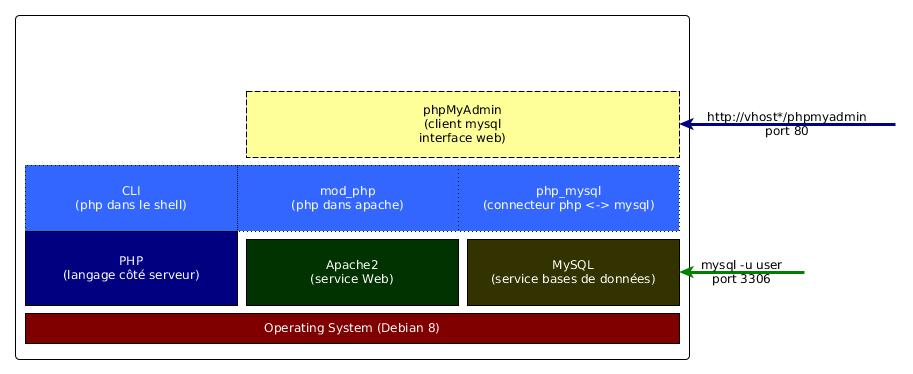 phpMyAdmin
(client mysql
interface web)
http://vhost*/phpmyadmin
port 80
CLI
(php dans le shell)
mod_php
(php dans apache)
php_mysql
(connecteur php <-> mysql)
PHP
(langage côté serveur)
Apache2
(service Web)
MySQL
(service bases de données)
mysql -u user
port 3306
Operating System (Debian 8)